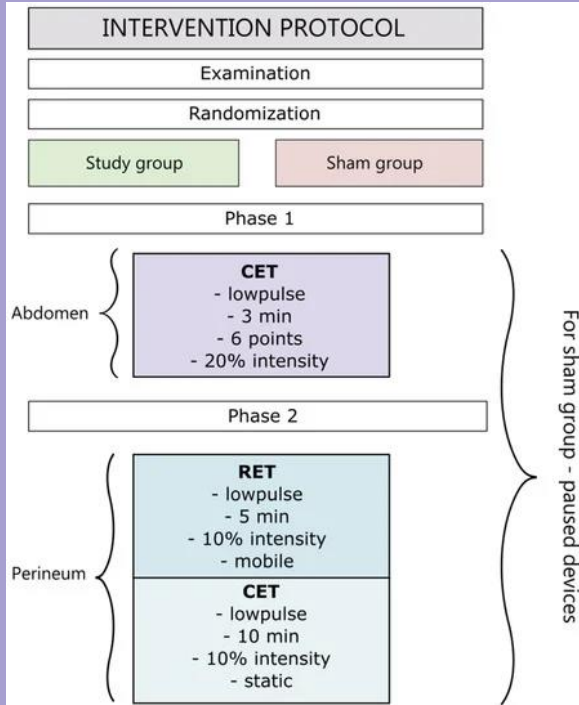 INTERVENTION PROTOCOL
Examination
Randomization
Study group
Sham group
Phase 1
Abdomen
CET
- lowpulse
- 3 min
- 6 points
- 20% intensity
Phase 2
Perineum
RET
- lowpulse
- 5 min
- 10% intensity
- mobile
CET
- lowpulse
- 10 min
- 10% intensity
- static
For sham group - paused devices